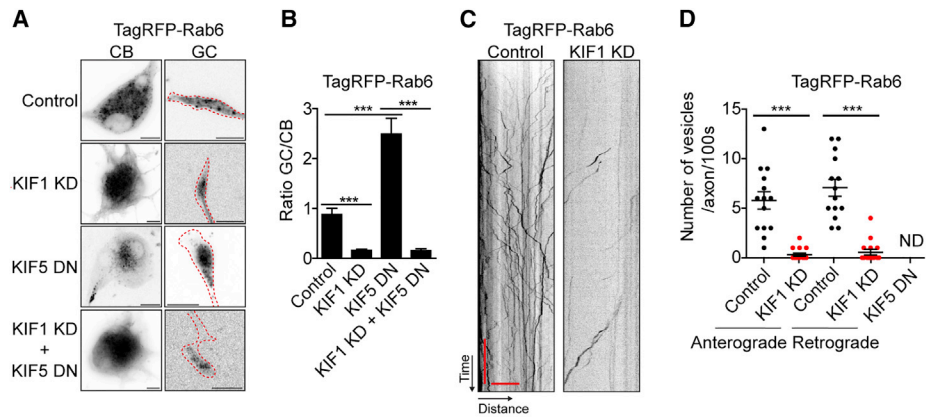 A
TagRFP-Rab6
CB GC
Control
KIF1 KD
KIF5 DN
KIF1 KD
+
KIF5 DN
B
TagRFP-Rab6
Ratio GC/CB
3
2
1
0
*** ***
***
Control
KIF1 KD
KIF5 DN
KIF1 KD + KIF5 DN
C
TagRFP-Rab6
Control KIF1 KD
Time
Distance
D
TagRFP-Rab6
Number of vesicles
/axon/100s
15
10
5
0
*** ***
ND
Control
KIF1 KD
Control
KIF1 KD
KIF5 DN
Anterograde Retrograde